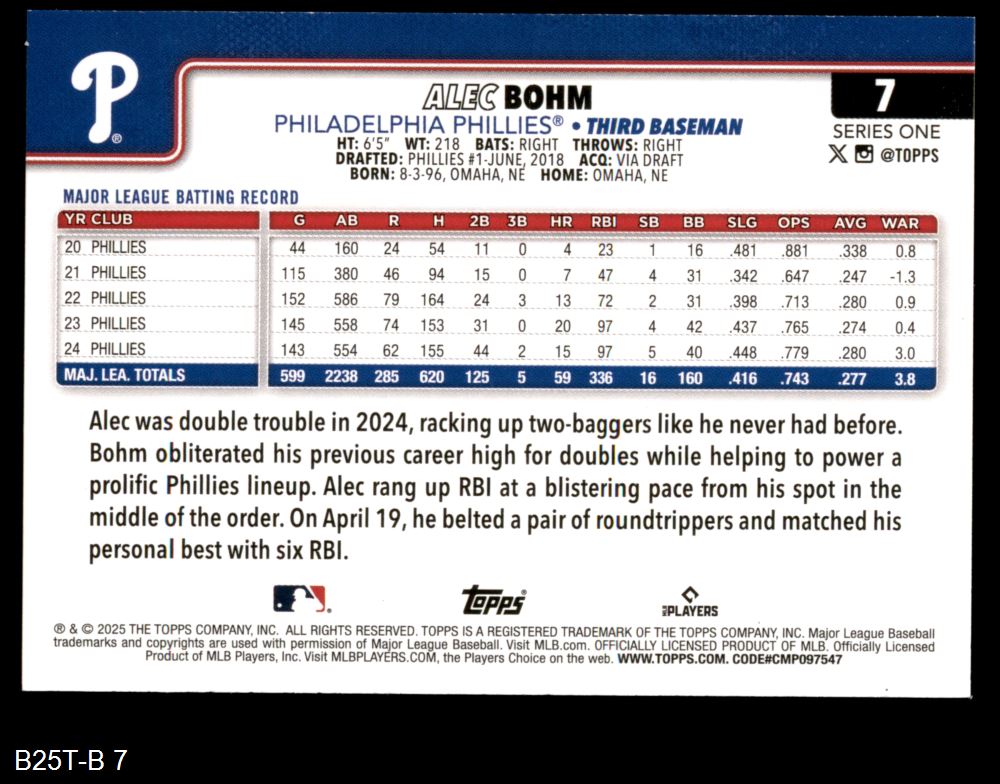 P®
ALEC BOHM
7
PHILADELPHIA PHILLIES® • THIRD BASEMAN
SERIES ONE
HT: 6'5" WT: 218 BATS: RIGHT THROWS: RIGHT
DRAFTED: PHILLIES #1-JUNE, 2018 ACQ: VIA DRAFT
@TOPPS
BORN: 8-3-96, OMAHA, NE HOME: OMAHA, NE
MAJOR LEAGUE BATTING RECORD
YR CLUB G AB R H 2B 3B HR RBI SB BB SLG OPS AVG WAR
20 PHILLIES 44 160 24 54 11 0 4 23 1 16 .481 .881 .338 0.8
21 PHILLIES 115 380 46 94 15 0 7 47 4 31 .342 .647 .247 -1.3
22 PHILLIES 152 586 79 164 24 3 13 72 2 31 .398 .713 .280 0.9
23 PHILLIES 145 558 74 153 31 0 20 97 4 42 .437 .765 .274 0.4
24 PHILLIES 143 554 62 155 44 2 15 97 5 40 .448 .779 .280 3.0
MAJ. LEA. TOTALS 599 2238 285 620 125 5 59 336 16 160 .416 .743 .277 3.8
Alec was double trouble in 2024, racking up two-baggers like he never had before.
Bohm obliterated his previous career high for doubles while helping to power a
prolific Phillies lineup. Alec rang up RBI at a blistering pace from his spot in the
middle of the order. On April 19, he belted a pair of roundtrippers and matched his
personal best with six RBI.
Topps® PLAYERS
® & © 2025 THE TOPPS COMPANY, INC. ALL RIGHTS RESERVED. TOPPS IS A REGISTERED TRADEMARK OF THE TOPPS COMPANY, INC. Major League Baseball
trademarks and copyrights are used with permission of Major League Baseball. Visit MLB.com. OFFICIALLY LICENSED PRODUCT OF MLB. Officially Licensed
Product of MLB Players, Inc. Visit MLBPLAYERS.COM, the Players Choice on the web. WWW.TOPPS.COM. CODE#CMP097547
B25T-B 7